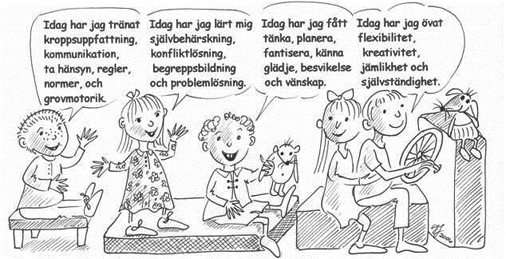 Idag har jag tränat
kroppsuppfattning,
kommunikation,
ta hänsyn, regler,
normer, och
grovmotorik.
Idag har jag lärt mig
självbehärskning,
konfliktlösning,
begreppsbildning
och problemlösning.
Idag har jag fått
tänka, planera,
fantisera, känna
glädje, besvikelse
och vänskap.
Idag har jag övat
flexibilitet,
kreativitet,
jämlikhet och
självständighet.